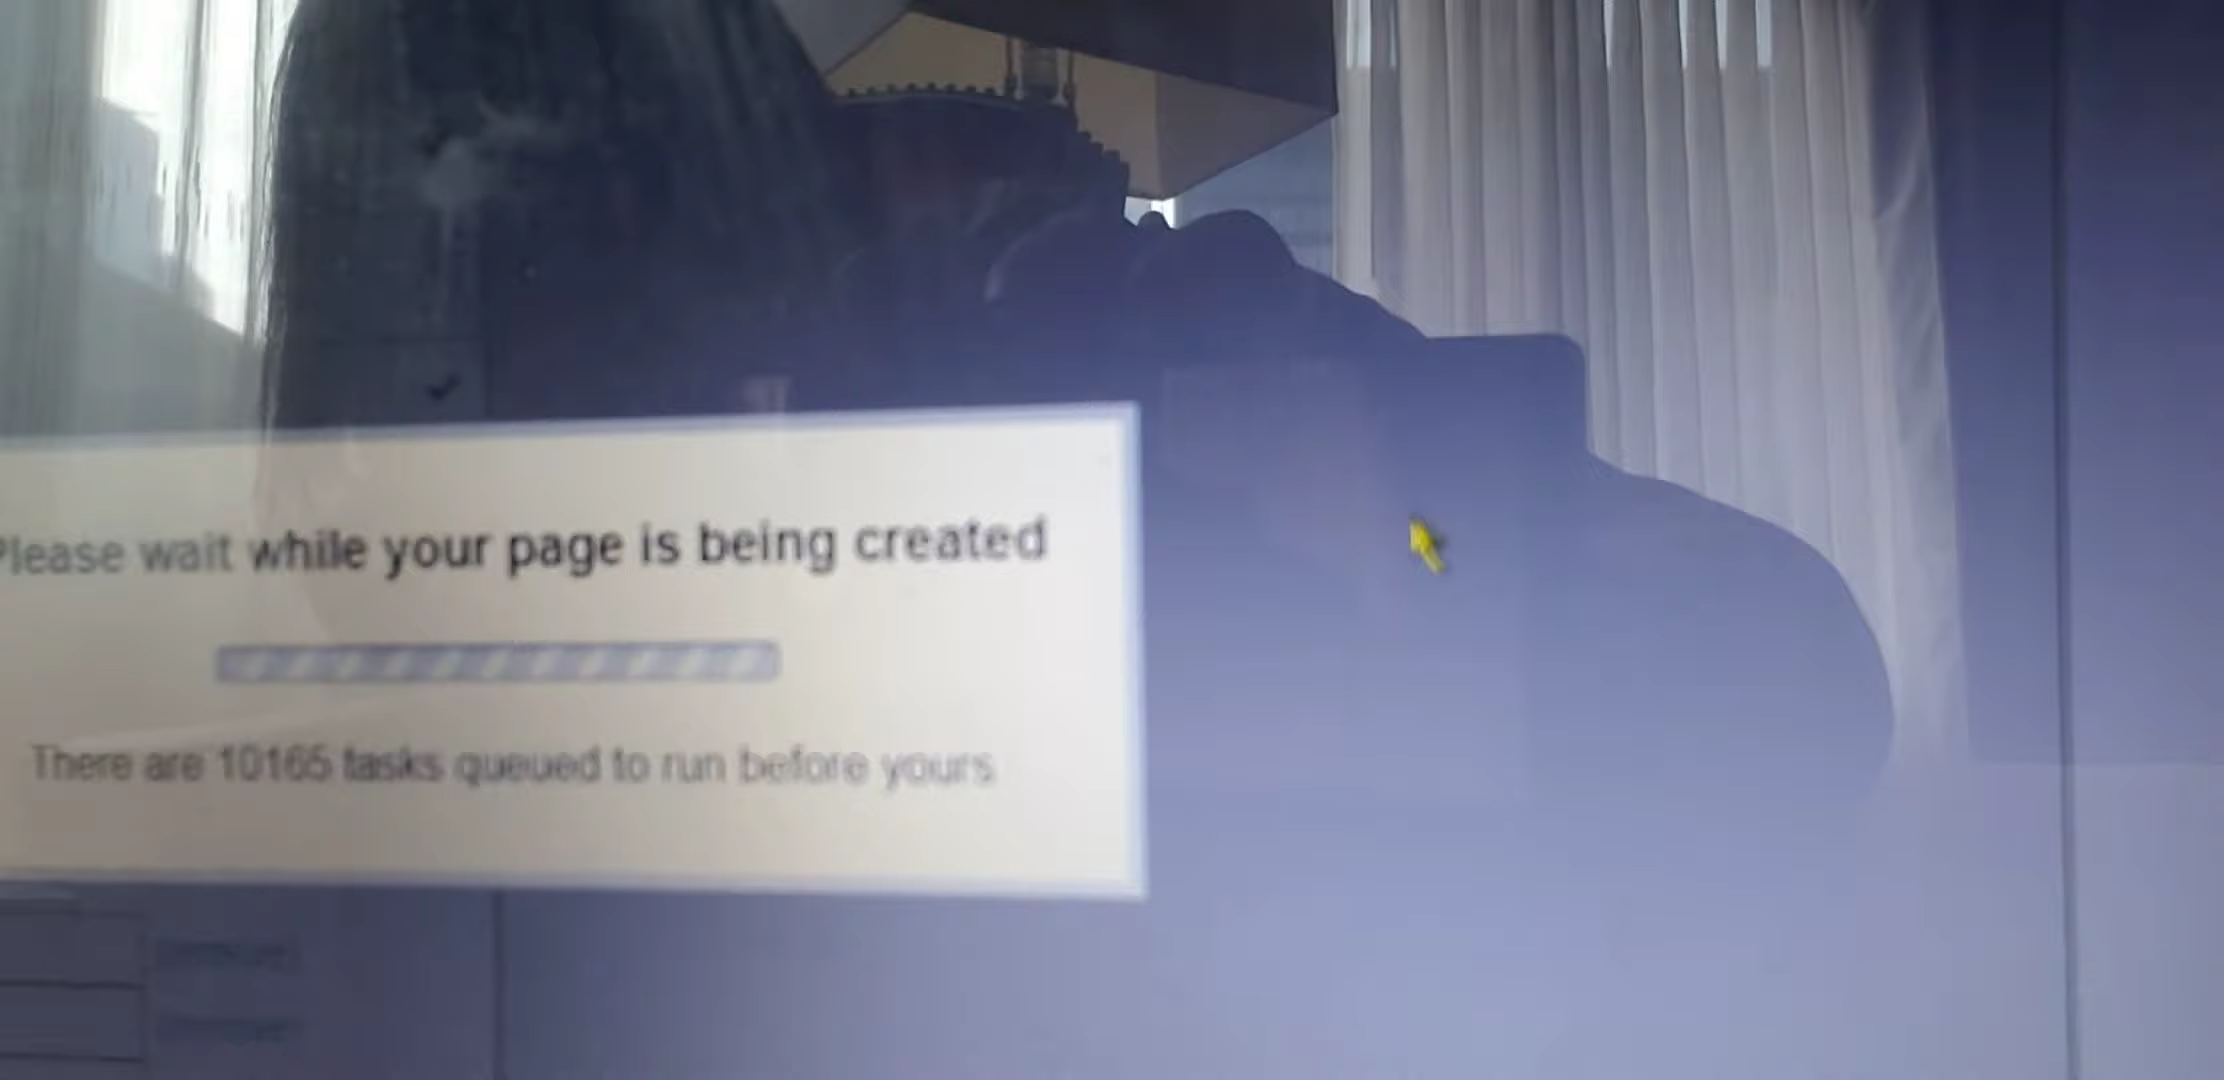 Please wait while your page is being created
There are 10165 tasks queued to run before yours